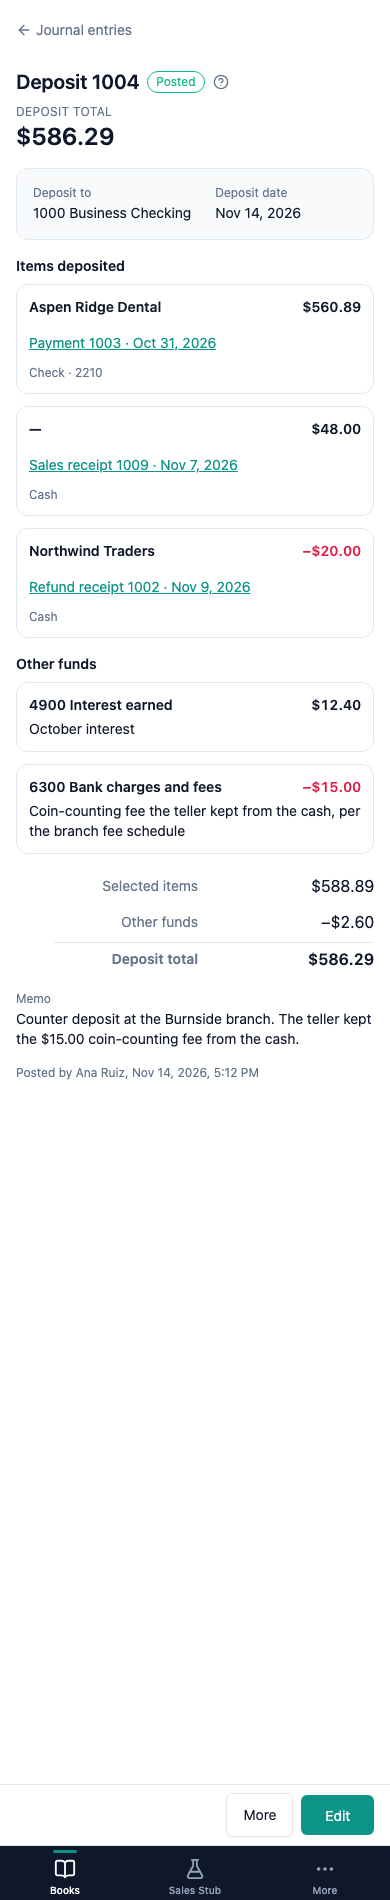 Journal entries
Deposit 1004 Posted
DEPOSIT TOTAL
$586.29
Deposit to Deposit date
1000 Business Checking Nov 14, 2026
Items deposited
Aspen Ridge Dental $560.89
Payment 1003 · Oct 31, 2026
Check · 2210
— $48.00
Sales receipt 1009 · Nov 7, 2026
Cash
Northwind Traders −$20.00
Refund receipt 1002 · Nov 9, 2026
Cash
Other funds
4900 Interest earned $12.40
October interest
6300 Bank charges and fees −$15.00
Coin-counting fee the teller kept from the cash, per
the branch fee schedule
Selected items $588.89
Other funds −$2.60
Deposit total $586.29
Memo
Counter deposit at the Burnside branch. The teller kept
the $15.00 coin-counting fee from the cash.
Posted by Ana Ruiz, Nov 14, 2026, 5:12 PM
More Edit
Books Sales Stub More